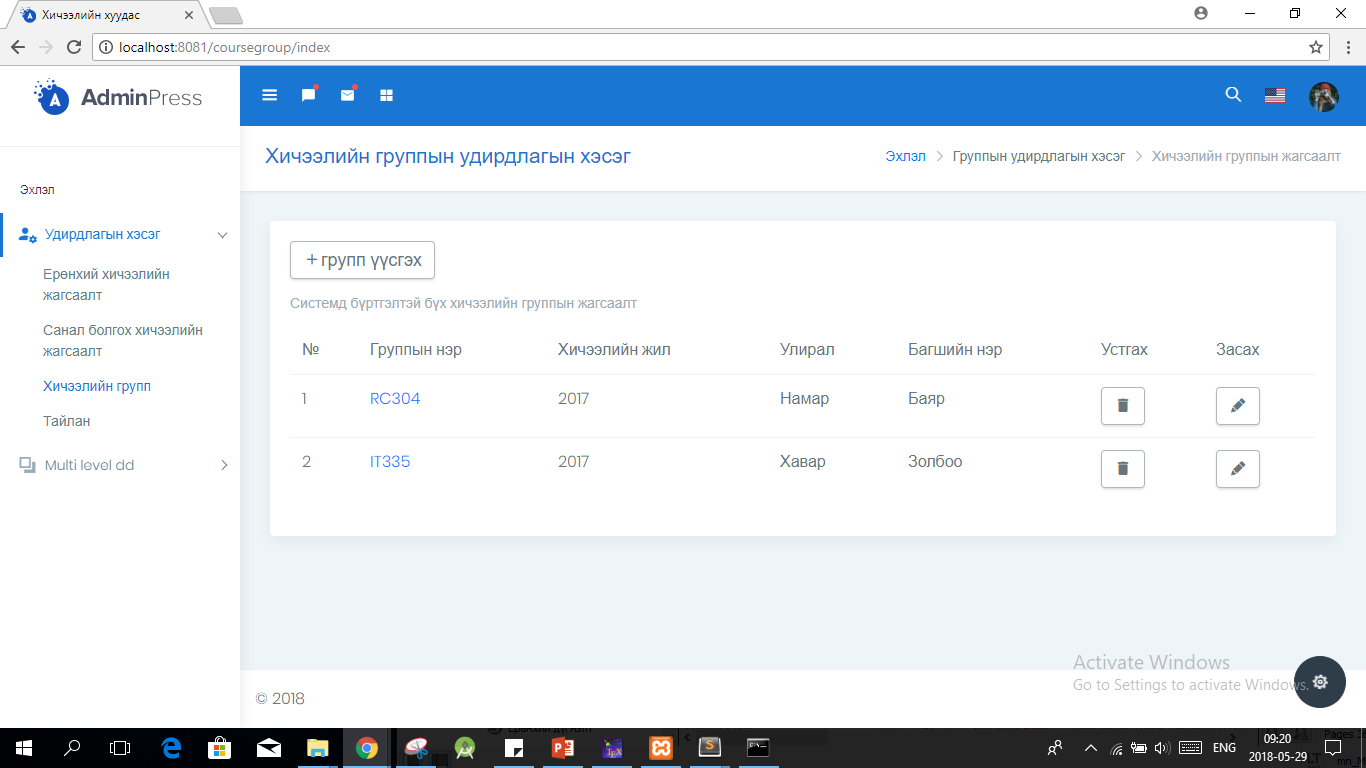 Хичээлийн хуудас
localhost:8081/coursegroup/index
AdminPress
Хичээлийн группын удирдлагын хэсэг
Эхлэл
Группын удирдлагын хэсэг
Хичээлийн группын жагсаалт
Эхлэл
Удирдлагын хэсэг
Ерөнхий хичээлийн
жагсаалт
Санал болгох хичээлийн
жагсаалт
Хичээлийн групп
Тайлан
Multi level dd
+ групп үүсгэх
Системд бүртгэлтэй бүх хичээлийн группын жагсаалт
№ Группын нэр Хичээлийн жил Улирал Багшийн нэр Устгах Засах
1 RC304 2017 Намар Баяр
2 IT335 2017 Хавар Золбоо
Activate Windows
Go to Settings to activate Windows.
© 2018
ENG
09:20
2018-05-29